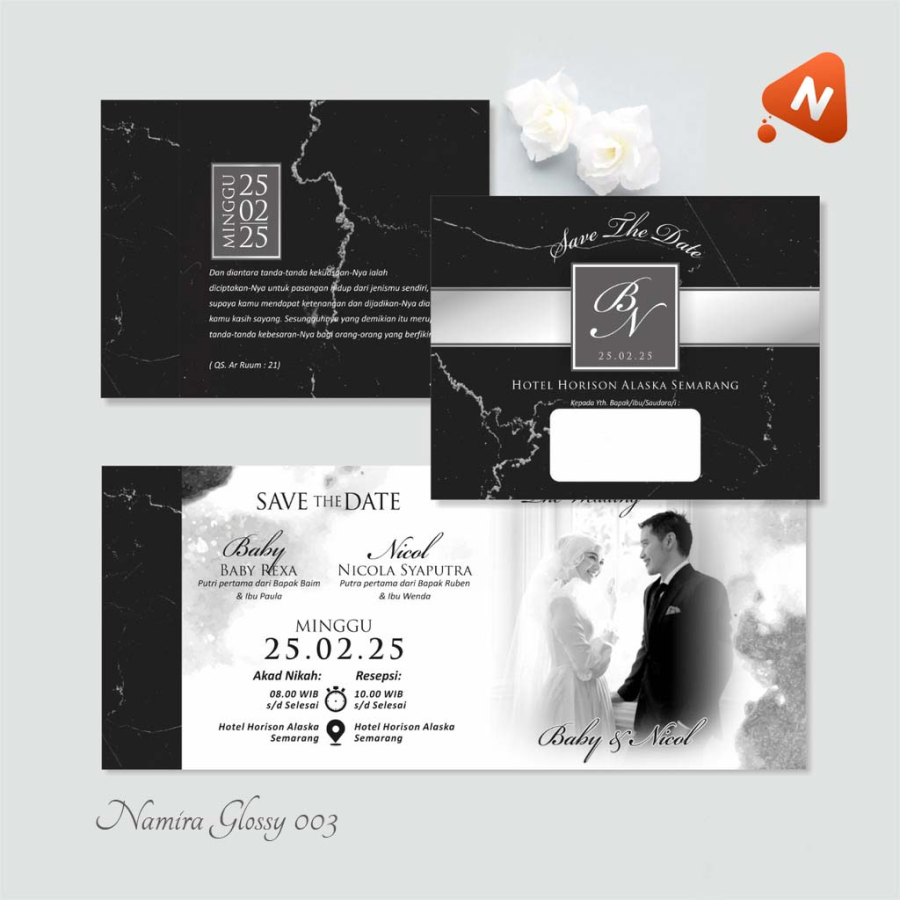 N
MINGGU
25
02
25
Dan diantara tanda-tanda kekuasaan-Nya ialah
diciptakan-Nya untuk pasangan hidup dari jenismu sendiri,
supaya kamu mendapat ketenangan dan dijadikan-Nya dia
kamu kasih sayang. Sesungguhnya yang demikian itu meru
tanda-tanda kebesaran-Nya bagi orang-orang yang berfikir
( QS. Ar Ruum : 21)
Save The Date
BN
25.02.25
HOTEL HORISON ALASKA SEMARANG
Kepada Yth. Bapak/Ibu/Saudara/i :
SAVE THE DATE
Baby
BABY REXA
Putri pertama dari Bapak Baim
& Ibu Paula
Nicol
NICOLA SYAPUTRA
Putra pertama dari Bapak Ruben
& Ibu Wenda
MINGGU
25.02.25
Akad Nikah:
08.00 WIB
s/d Selesai
Hotel Horison Alaska
Semarang
Resepsi:
10.00 WIB
s/d Selesai
Hotel Horison Alaska
Semarang
The Wedding
Baby & Nicol
Namira Glossy 003